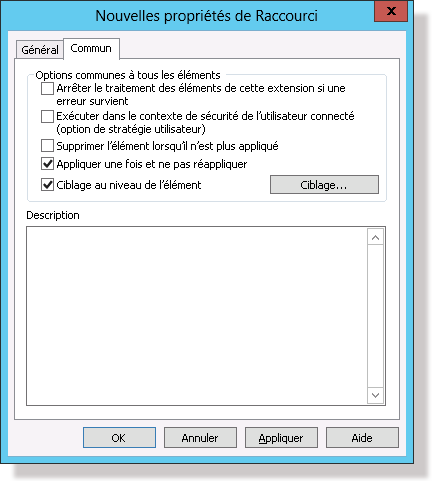 Nouvelles propriétés de Raccourci
x
Général
Commun
Options communes à tous les éléments
Arrêter le traitement des éléments de cette extension si une
erreur survient
Exécuter dans le contexte de sécurité de l'utilisateur connecté
(option de stratégie utilisateur)
Supprimer l'élément lorsqu'il n'est plus appliqué
Appliquer une fois et ne pas réappliquer
Ciblage au niveau de l'élément
Ciblage...
Description
OK
Annuler
Appliquer
Aide